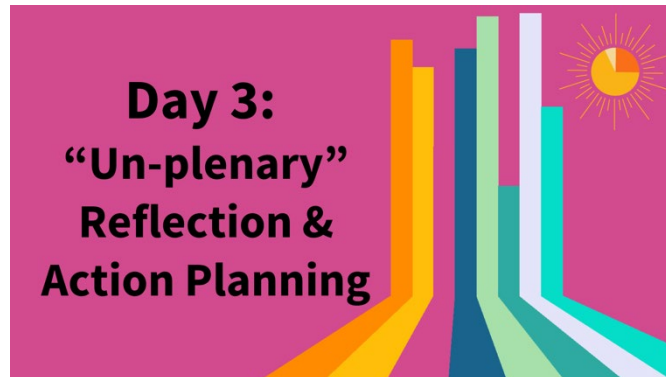 Day 3:
“Un-plenary”
Reflection &
Action Planning